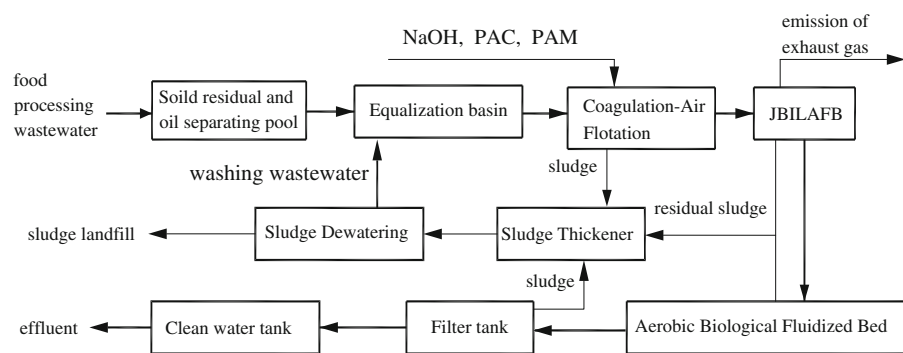 emission of
exhaust gas
NaOH, PAC, PAM
food
processing
wastewater
Soild residual and
oil separating pool
Equalization basin
Coagulation-Air
Flotation
JBILAFB
sludge
washing wastewater
residual sludge
sludge landfill
Sludge Dewatering
Sludge Thickener
sludge
effluent
Clean water tank
Filter tank
Aerobic Biological Fluidized Bed